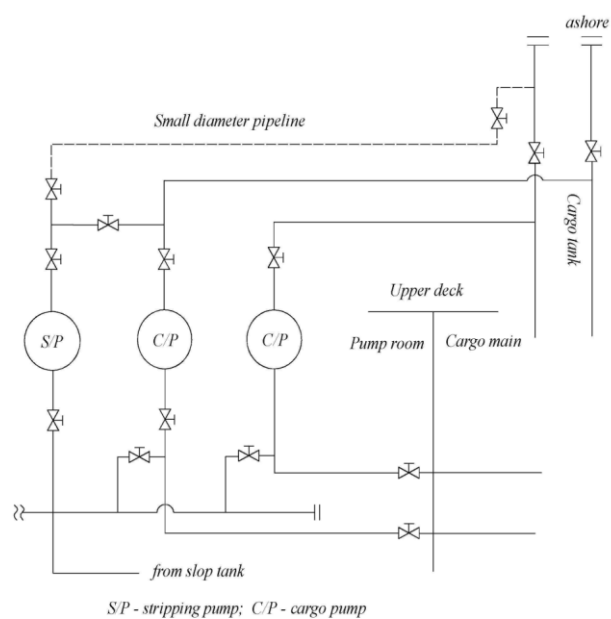 ashore
Small diameter pipeline
Cargo tank
Upper deck
S/P
C/P
C/P
Pump room
Cargo main
from slop tank
S/P - stripping pump; C/P - cargo pump